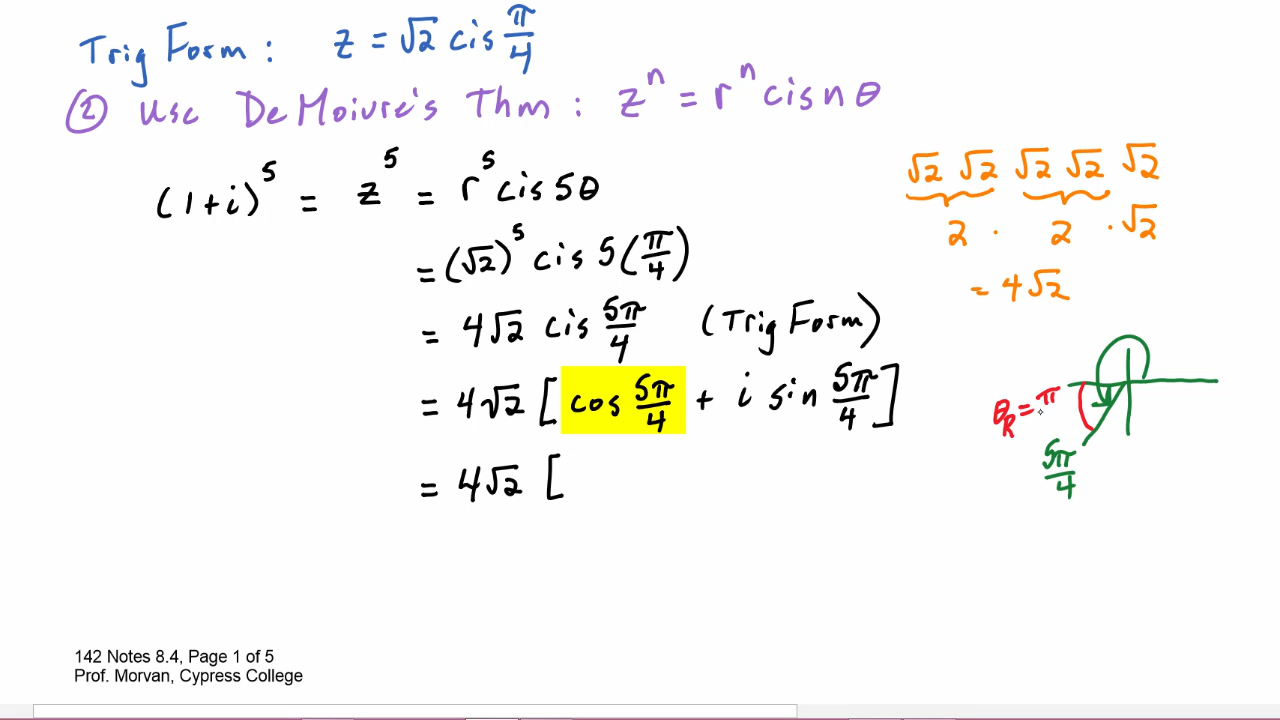 Trig Form: z = √2 cis π/4
② Use DeMoivre's Thm: zⁿ = rⁿ cis n θ
(1+i)⁵ = z⁵ = r⁵ cis 5θ
= (√2)⁵ cis 5(π/4)
= 4√2 cis 5π/4 (Trig Form)
= 4√2 [cos 5π/4 + i sin 5π/4]
= 4√2 [
√2 √2 √2 √2 √2
2 · 2 · √2
= 4√2
θR = π
5π/4
142 Notes 8.4, Page 1 of 5
Prof. Morvan, Cypress College